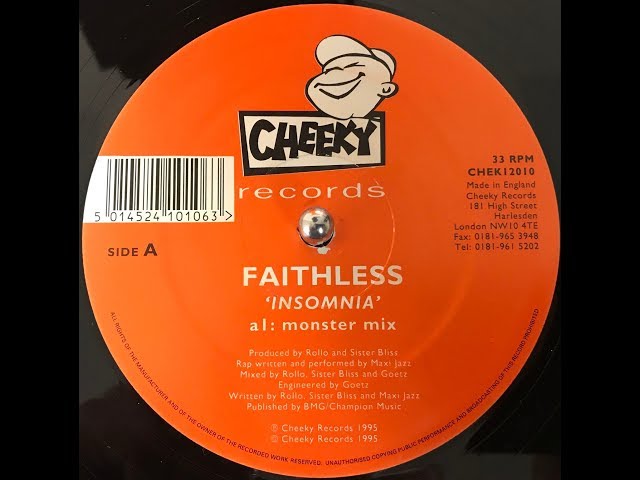 CHEEKY
records
5 014524 101063>
SIDE A
33 RPM
CHEK12010
Made in England
Cheeky Records
181 High Street
Harlesden
London NW10 4TE
Fax: 0181-965 3948
Tel: 0181-961 5202
FAITHLESS
'INSOMNIA'
a1: monster mix
Produced by Rollo and Sister Bliss
Rap written and performed by Maxi Jazz
Mixed by Rollo, Sister Bliss and Goetz
Engineered by Goetz
Written by Rollo, Sister Bliss and Maxi Jazz
Published by BMG/Champion Music
℗ Cheeky Records 1995
© Cheeky Records 1995
ALL RIGHTS OF THE MANUFACTURER AND OF THE OWNER OF THE RECORDED WORK RESERVED. UNAUTHORISED COPYING PUBLIC PERFORMANCE AND BROADCASTING OF THIS RECORD PROHIBITED